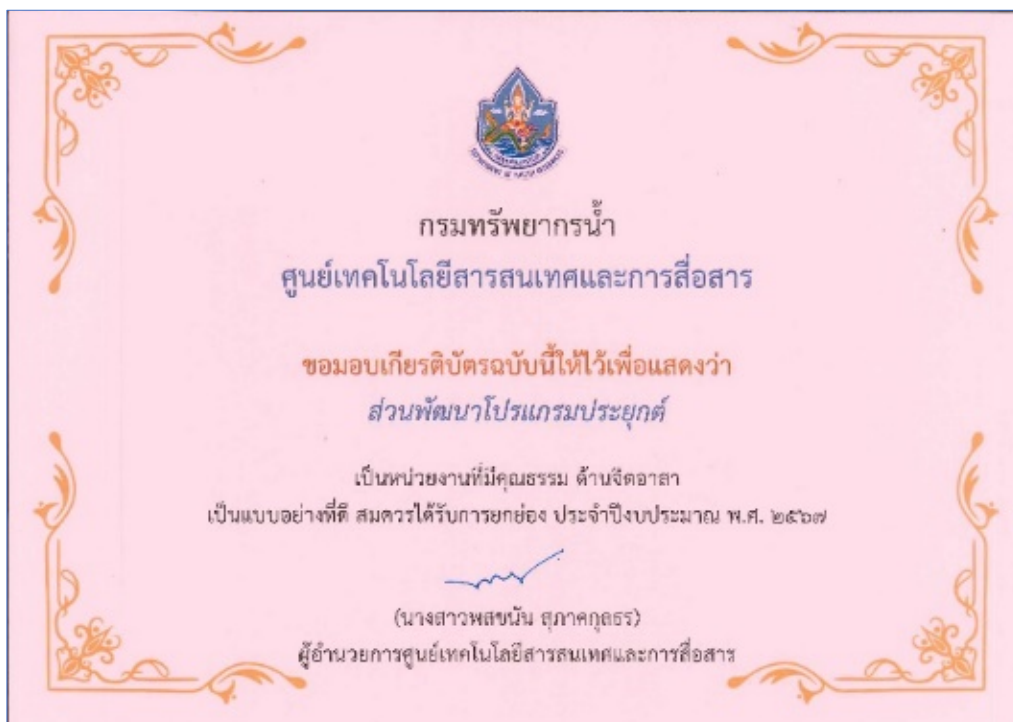 กรมทรัพยากรน้ำ
ศูนย์เทคโนโลยีสารสนเทศและการสื่อสาร
ขอมอบเกียรติบัตรฉบับนี้ให้ไว้เพื่อแสดงว่า
ส่วนพัฒนาโปรแกรมประยุกต์
เป็นหน่วยงานที่มีคุณธรรม ด้านจิตอาสา
เป็นแบบอย่างที่ดี สมควรได้รับการยกย่อง ประจำปีงบประมาณ พ.ศ. ๒๕๖๗
(นางสาวพสชนัน สุภาคกุลธร)
ผู้อำนวยการศูนย์เทคโนโลยีสารสนเทศและการสื่อสาร